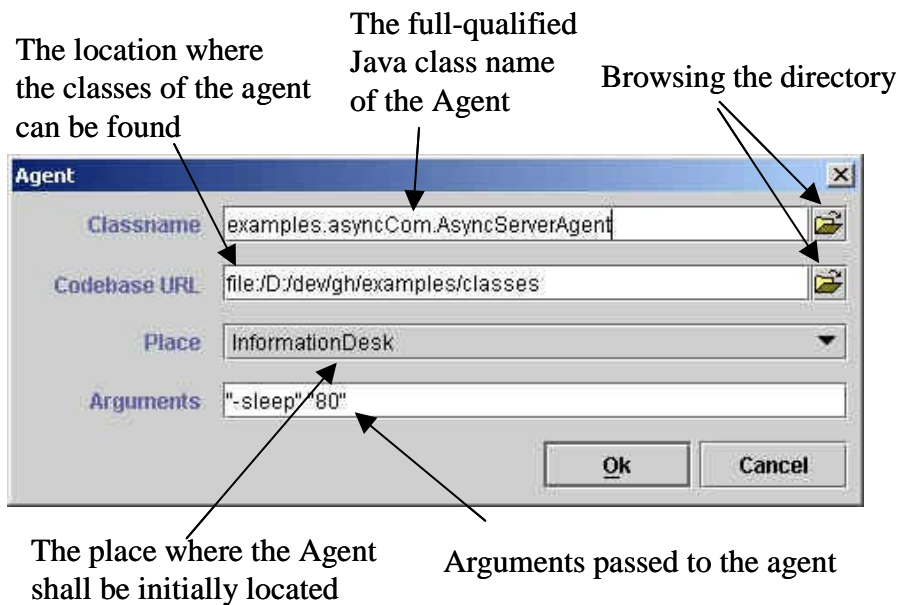 The location where
the classes of the agent
can be found
The full-qualified
Java class name
of the Agent
Browsing the directory
Agent
Classname examples.asyncCom.AsyncServerAgent
Codebase URL file:/D:/dev/gh/examples/classes
Place InformationDesk
Arguments "-sleep" "80"
Ok Cancel
The place where the Agent
shall be initially located
Arguments passed to the agent